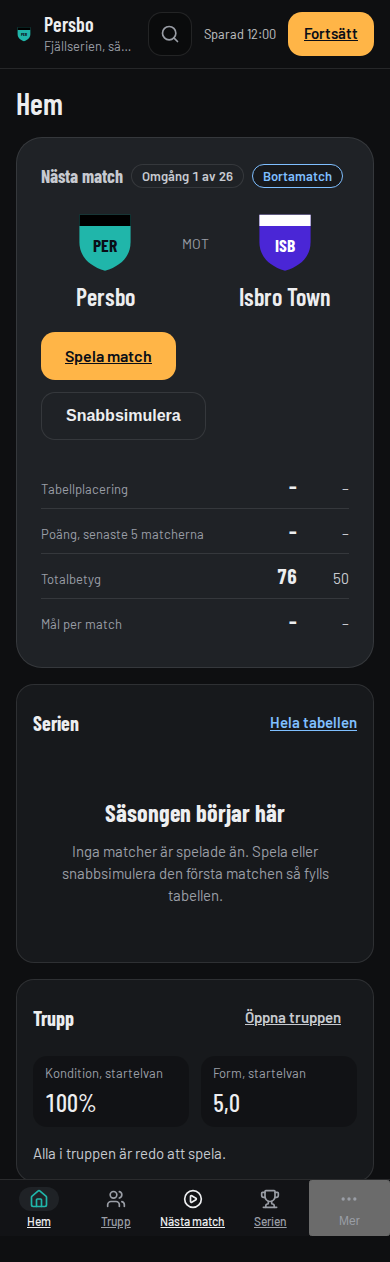 Persbo
Fjällserien, sä...
Sparad 12:00
Fortsätt
Hem
Nästa match
Omgång 1 av 26
Bortamatch
PER
MOT
ISB
Persbo
Isbro Town
Spela match
Snabbsimulera
Tabellplacering - -
Poäng, senaste 5 matcherna - -
Totalbetyg 76 50
Mål per match - -
Serien
Hela tabellen
Säsongen börjar här
Inga matcher är spelade än. Spela eller
snabbsimulera den första matchen så fylls
tabellen.
Trupp
Öppna truppen
Kondition, startelvan
100%
Form, startelvan
5,0
Alla i truppen är redo att spela.
Hem
Trupp
Nästa match
Serien
Mer